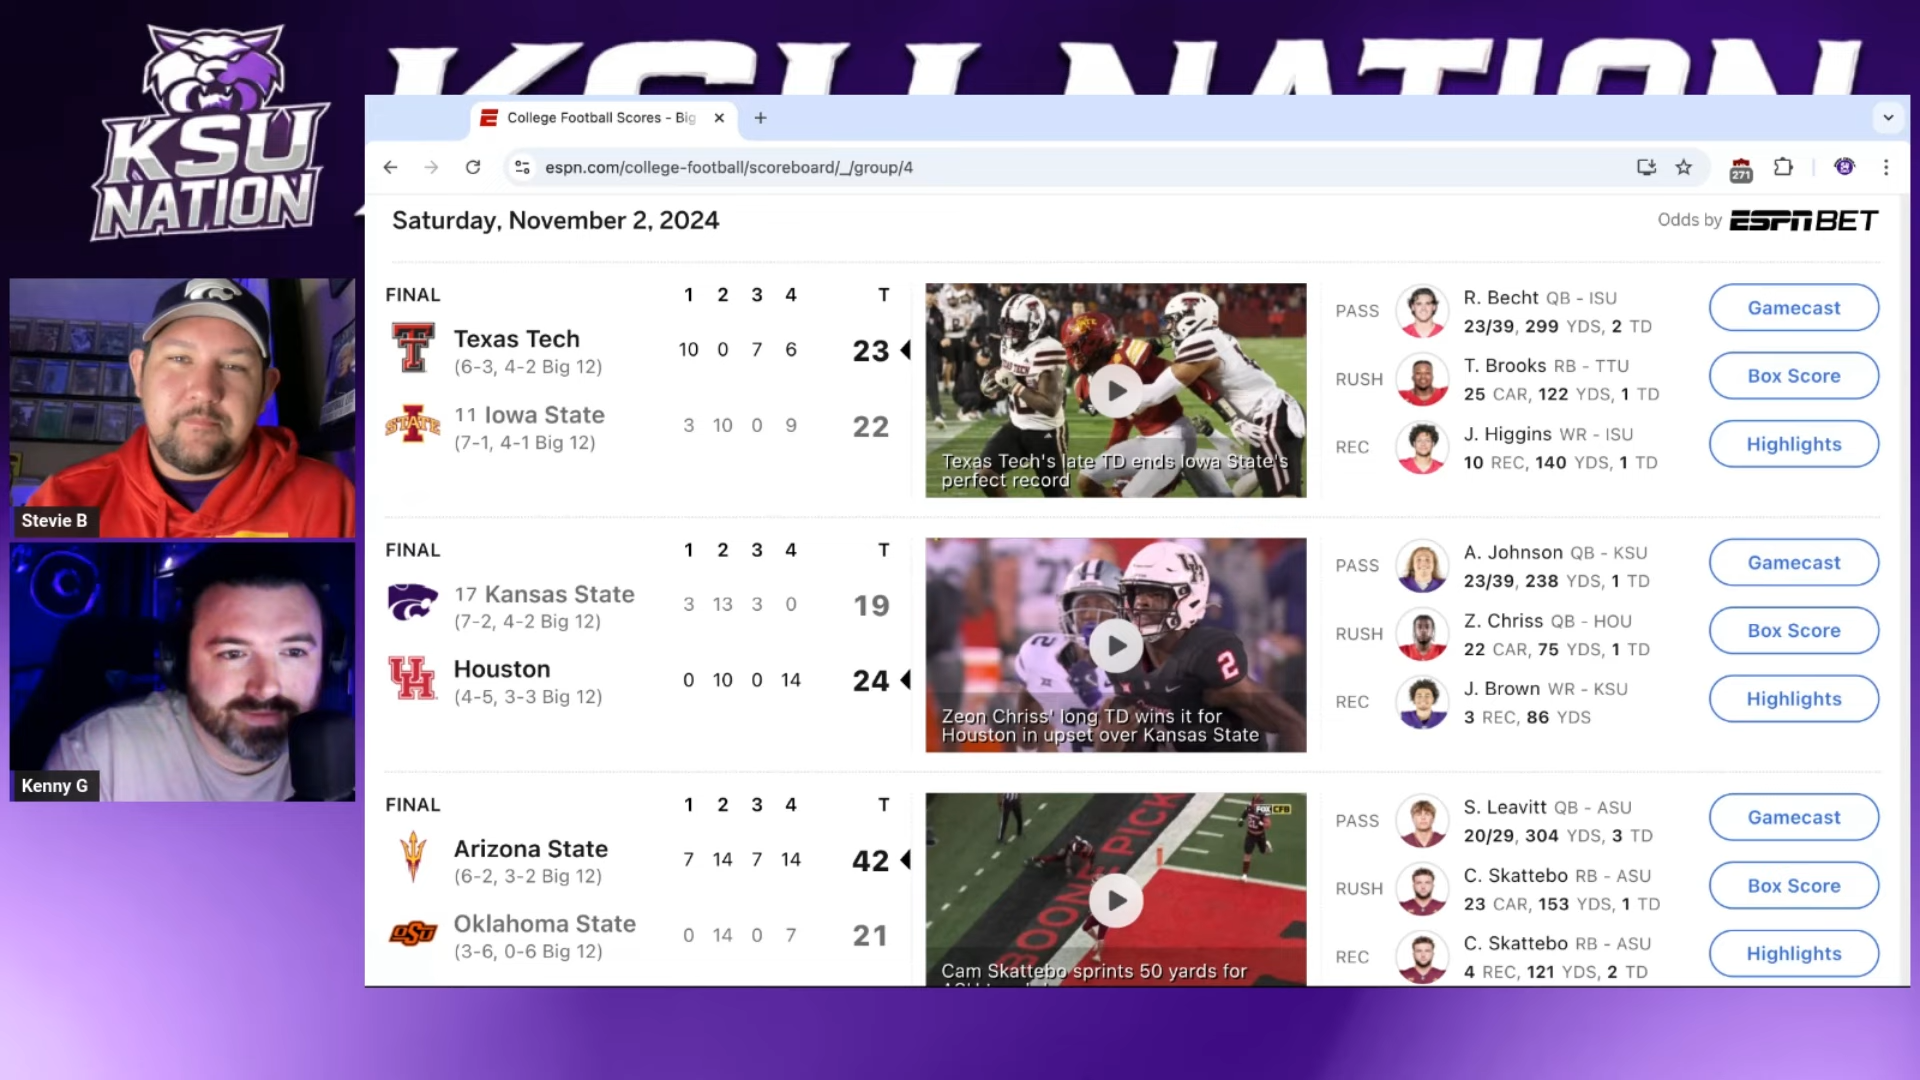 KSU NATION
KSU
NATION
College Football Scores - Big
espn.com/college-football/scoreboard/_/group/4
271
Saturday, November 2, 2024
Odds by ESPN BET
FINAL 1 2 3 4 T
Texas Tech 10 0 7 6 23
(6-3, 4-2 Big 12)
11 Iowa State 3 10 0 9 22
(7-1, 4-1 Big 12)
STATE
Texas Tech's late TD ends Iowa State's
perfect record
PASS R. Becht QB - ISU
23/39, 299 YDS, 2 TD
RUSH T. Brooks RB - TTU
25 CAR, 122 YDS, 1 TD
REC J. Higgins WR - ISU
10 REC, 140 YDS, 1 TD
Gamecast
Box Score
Highlights
Stevie B
FINAL 1 2 3 4 T
17 Kansas State 3 13 3 0 19
(7-2, 4-2 Big 12)
Houston 0 10 0 14 24
(4-5, 3-3 Big 12)
2
Zeon Chriss' long TD wins it for
Houston in upset over Kansas State
PASS A. Johnson QB - KSU
23/39, 238 YDS, 1 TD
RUSH Z. Chriss QB - HOU
22 CAR, 75 YDS, 1 TD
REC J. Brown WR - KSU
3 REC, 86 YDS
Gamecast
Box Score
Highlights
Kenny G
FINAL 1 2 3 4 T
Arizona State 7 14 7 14 42
(6-2, 3-2 Big 12)
Oklahoma State 0 14 0 7 21
(3-6, 0-6 Big 12)
OSU
FOX CFB
BOONE PICK
Cam Skattebo sprints 50 yards for
PASS S. Leavitt QB - ASU
20/29, 304 YDS, 3 TD
RUSH C. Skattebo RB - ASU
23 CAR, 153 YDS, 1 TD
REC C. Skattebo RB - ASU
4 REC, 121 YDS, 2 TD
Gamecast
Box Score
Highlights